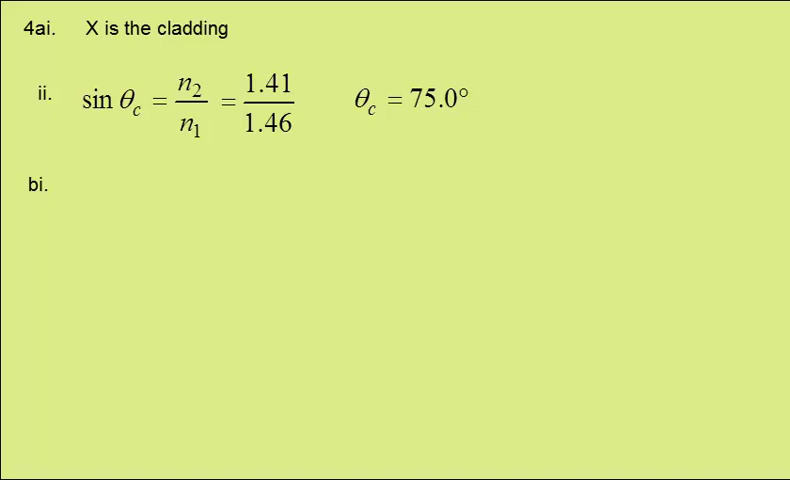 4ai. X is the cladding
ii. sin θc = n2/n1 = 1.41/1.46 θc = 75.0°
bi.